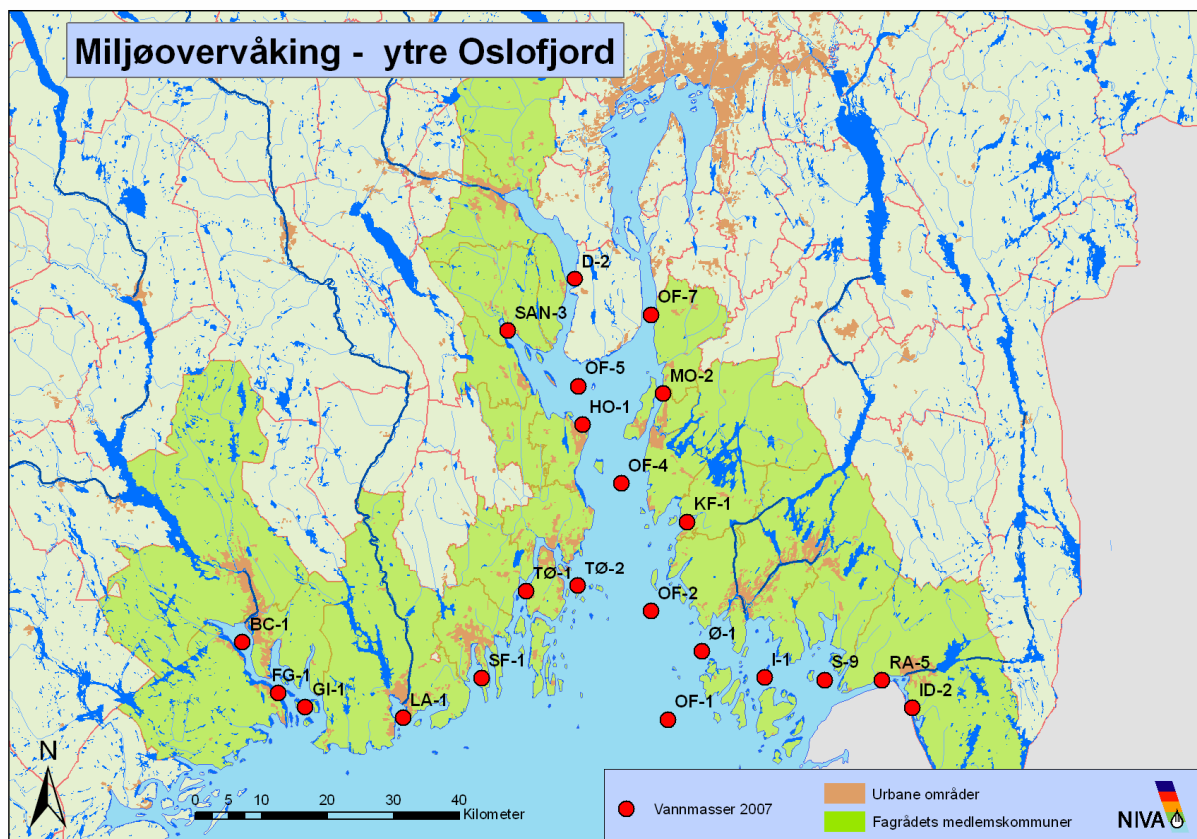 Miljøovervåking - ytre Oslofjord
D-2
OF-7
SAN-3
OF-5
MO-2
HO-1
OF-4
KF-1
TØ-1
TØ-2
OF-2
BC-1
Ø-1
SF-1
I-1
S-9
RA-5
FG-1
GI-1
LA-1
OF-1
ID-2
N
0 5 10 20 30 40
Kilometer
Vannmasser 2007
Urbane områder
Fagrådets medlemskommuner
NIVA